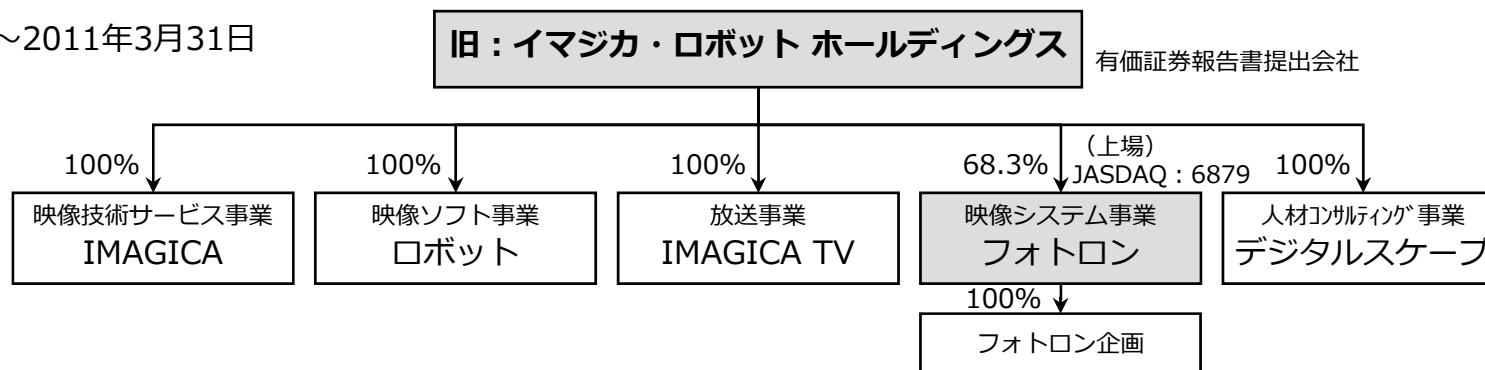 ～2011年3月31日
旧：イマジカ・ロボット ホールディングス
有価証券報告書提出会社
100%
100%
100%
68.3%
（上場）
JASDAQ：6879
100%
映像技術サービス事業
IMAGICA
映像ソフト事業
ロボット
放送事業
IMAGICA TV
映像システム事業
フォトロン
人材ｺﾝｻﾙﾃｨﾝｸﾞ事業
デジタルスケープ
100%
フォトロン企画